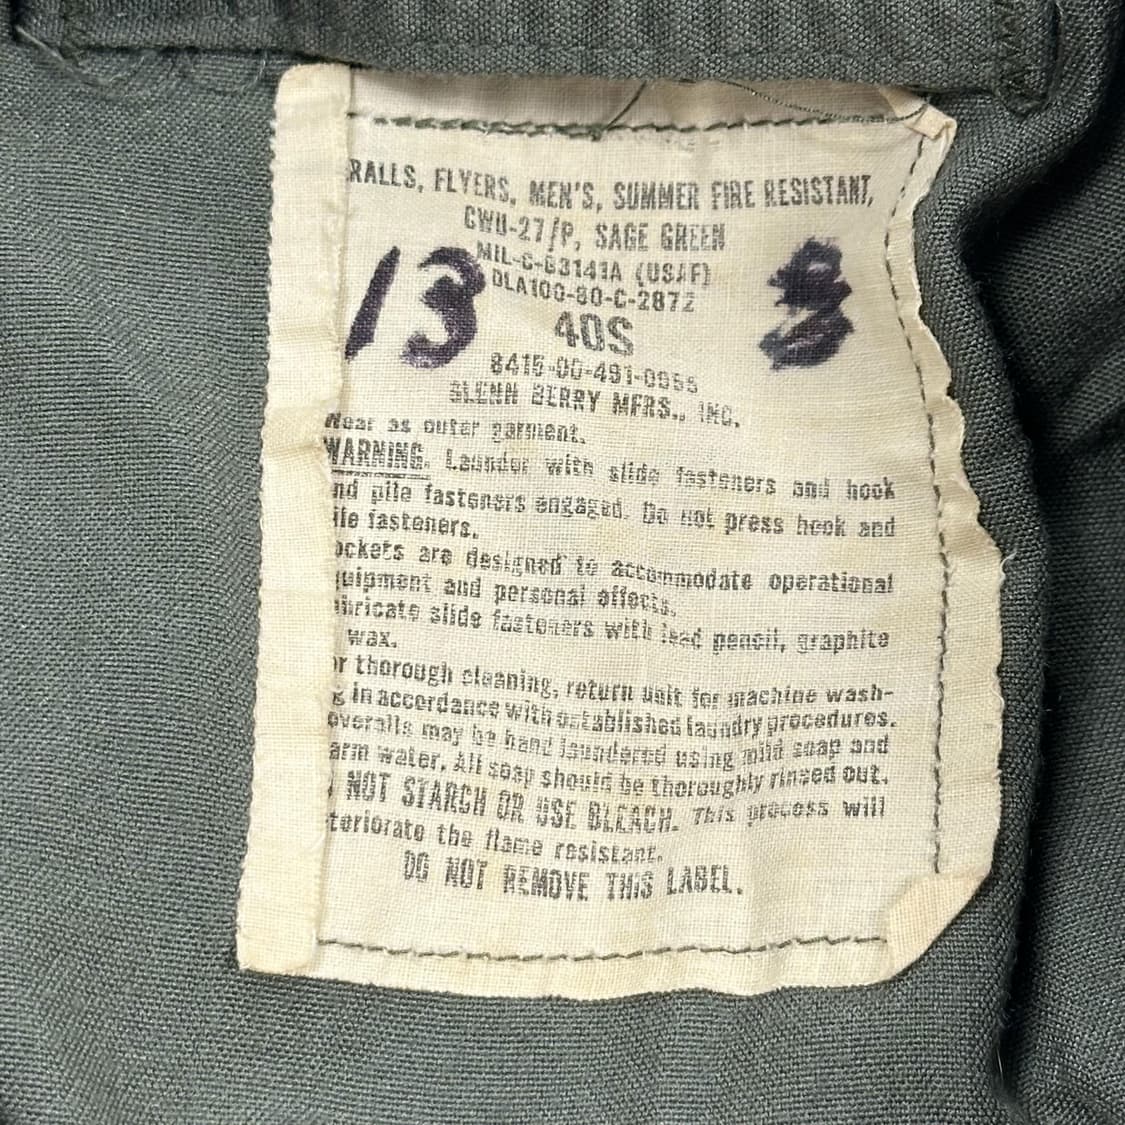 RALLS, FLYERS, MEN'S, SUMMER FIRE RESISTANT,
CWU-27/P, SAGE GREEN
MIL-C-83141A (USAF)
DLA100-80-C-2872
13 3
40S
8415-00-491-0955
GLENN BERRY MFRS., INC.
Wear as outer garment.
WARNING. Launder with slide fasteners and hook
nd pile fasteners engaged. Do not press hook and
ile fasteners.
ockets are designed to accommodate operational
quipment and personal effects.
ubricate slide fasteners with lead pencil, graphite
wax.
or thorough cleaning, return unit for machine wash-
g in accordance with established laundry procedures.
overalls may be hand laundered using mild soap and
arm water. All soap should be thoroughly rinsed out.
NOT STARCH OR USE BLEACH. This process will
teriorate the flame resistant.
DO NOT REMOVE THIS LABEL.